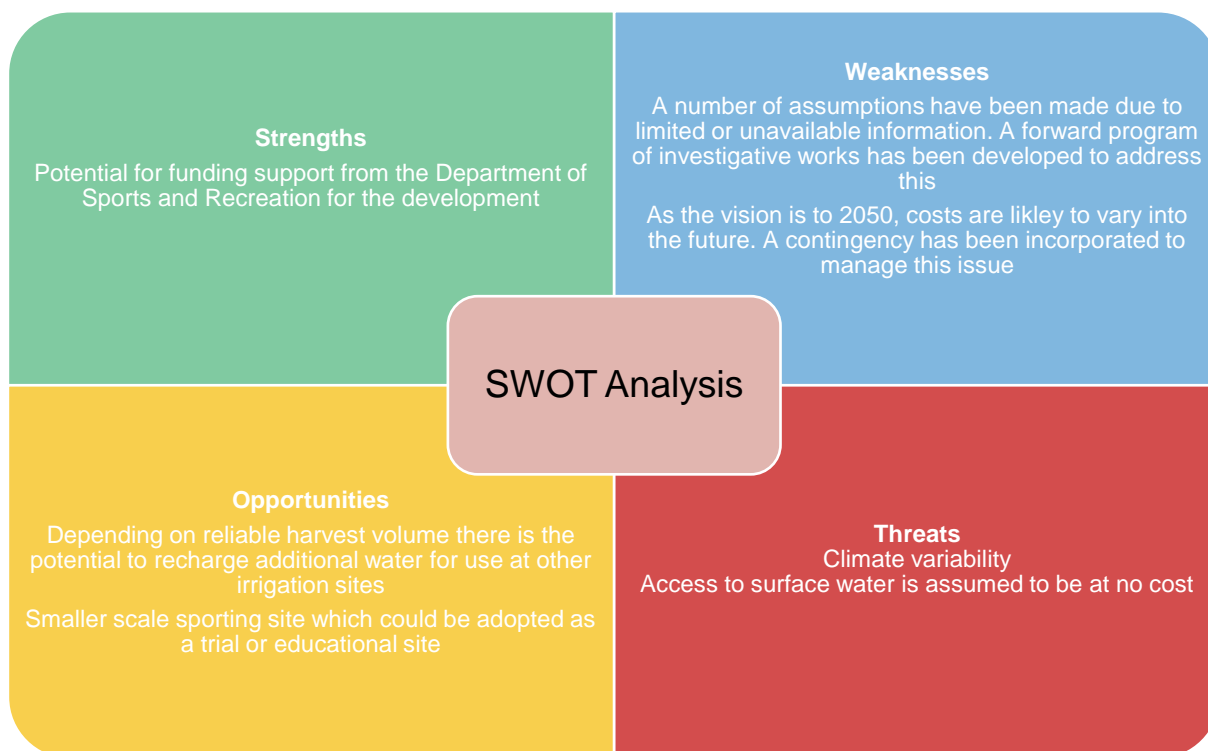 Strengths
Potential for funding support from the Department of
Sports and Recreation for the development
Weaknesses
A number of assumptions have been made due to
limited or unavailable information. A forward program
of investigative works has been developed to address
this
As the vision is to 2050, costs are likley to vary into
the future. A contingency has been incorporated to
manage this issue
SWOT Analysis
Opportunities
Depending on reliable harvest volume there is the
potential to recharge additional water for use at other
irrigation sites
Smaller scale sporting site which could be adopted as
a trial or educational site
Threats
Climate variability
Access to surface water is assumed to be at no cost